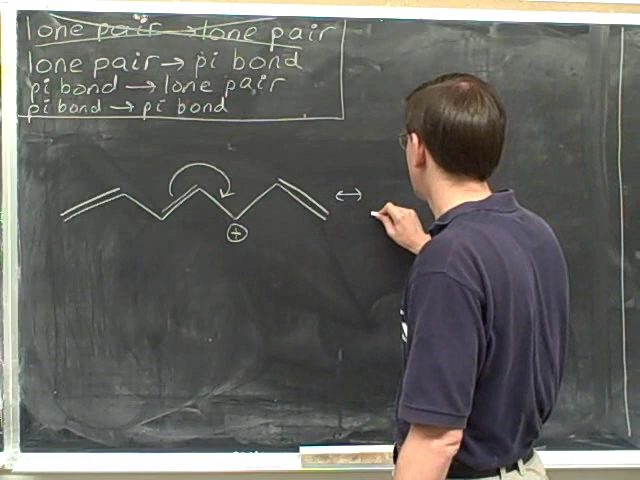 lone pair → lone pair
lone pair → pi bond
pi bond → lone pair
pi bond → pi bond
↔
+